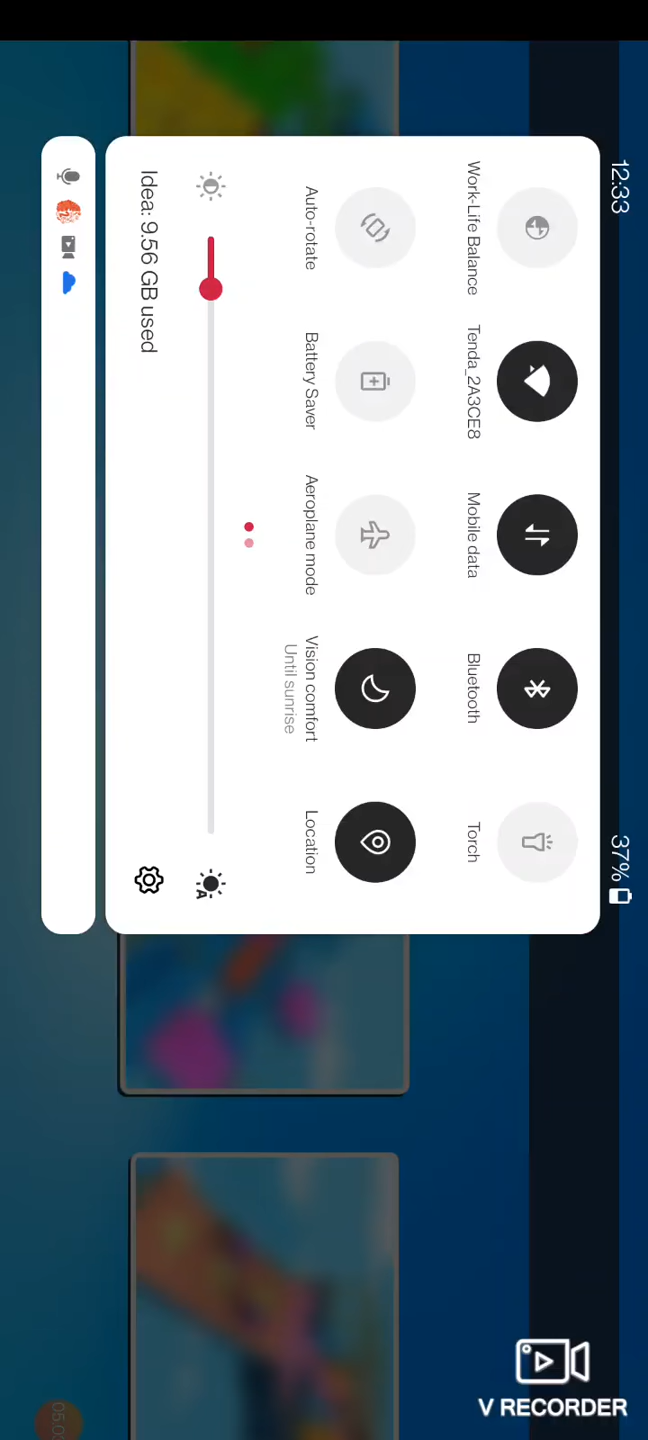 12:33
37%
Work-Life Balance
Tenda_2A3CE8
Mobile data
Bluetooth
Torch
Auto-rotate
Battery Saver
Aeroplane mode
Vision comfort
Until sunrise
Location
A
Idea: 9.56 GB used
V RECORDER